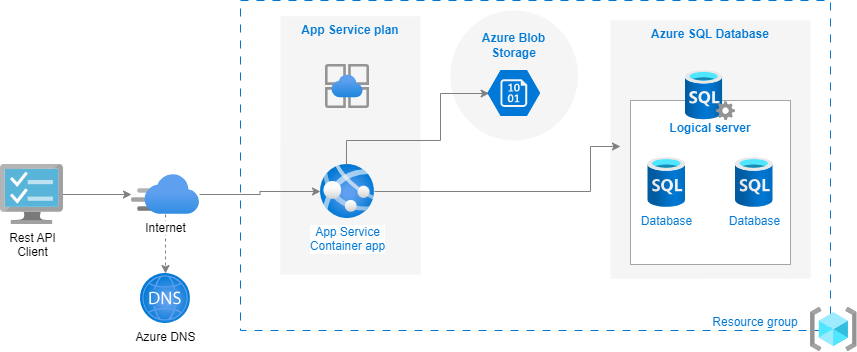 App Service plan
Azure Blob
Storage
10
01
Azure SQL Database
SQL
Logical server
SQL
SQL
Database
Database
Rest API
Client
Internet
App Service
Container app
DNS
Azure DNS
Resource group